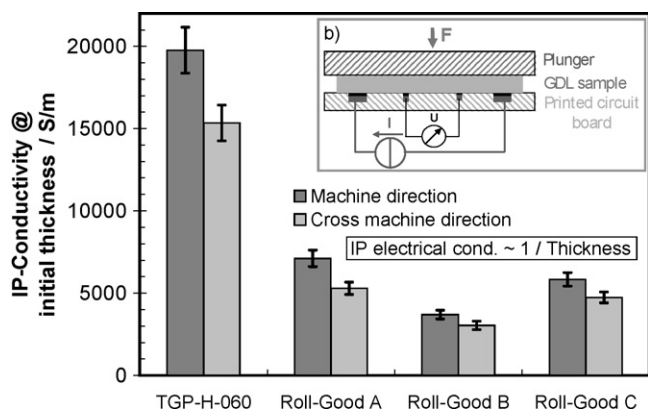 IP-Conductivity @
initial thickness / S/m
20000
15000
10000
5000
0
b)
F
Plunger
GDL sample
Printed circuit
board
I
U
Machine direction
Cross machine direction
IP electrical cond. ~ 1 / Thickness
TGP-H-060
Roll-Good A
Roll-Good B
Roll-Good C